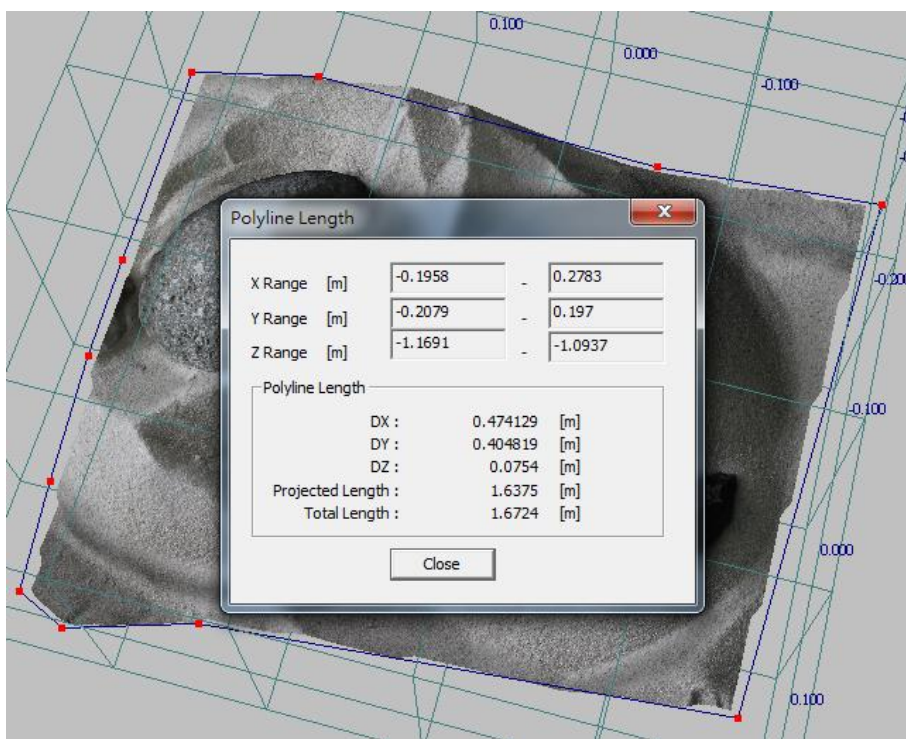 0.100
0.000
-0.100
Polyline Length
X Range [m] -0.1958 - 0.2783
Y Range [m] -0.2079 - 0.197
Z Range [m] -1.1691 - -1.0937
Polyline Length
DX : 0.474129 [m]
DY : 0.404819 [m]
DZ : 0.0754 [m]
Projected Length : 1.6375 [m]
Total Length : 1.6724 [m]
Close
-0.200
-0.100
0.000
0.100